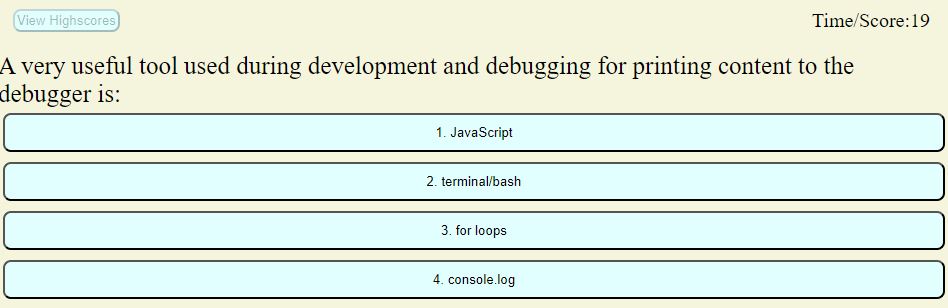 View Highscores
Time/Score:19
A very useful tool used during development and debugging for printing content to the
debugger is:
1. JavaScript
2. terminal/bash
3. for loops
4. console.log